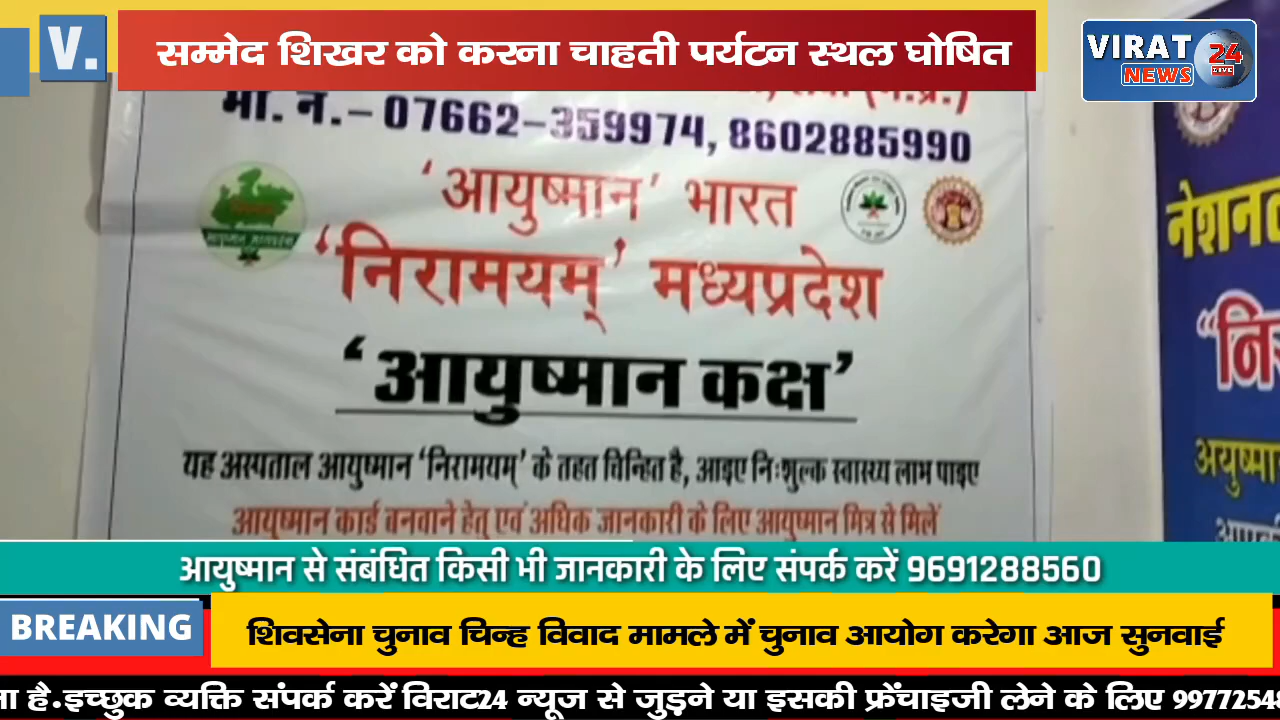 V.
सम्मेद शिखर को करना चाहती पर्यटन स्थल घोषित
VIRAT 24
NEWS LIVE
मो. न.– 07662–359974, 8602885990
'आयुष्मान' भारत
'निरामयम्' मध्यप्रदेश
'आयुष्मान कक्ष'
यह अस्पताल आयुष्मान 'निरामयम्' के तहत चिन्हित है, आइए निःशुल्क स्वास्थ्य लाभ पाइए
आयुष्मान कार्ड बनवाने हेतु एवं अधिक जानकारी के लिए आयुष्मान मित्र से मिलें
आयुष्मान से संबंधित किसी भी जानकारी के लिए संपर्क करें 9691288560
BREAKING
शिवसेना चुनाव चिन्ह विवाद मामले में चुनाव आयोग करेगा आज सुनवाई
है.इच्छुक व्यक्ति संपर्क करें विराट24 न्यूज से जुड़ने या इसकी फ्रेंचाइजी लेने के लिए